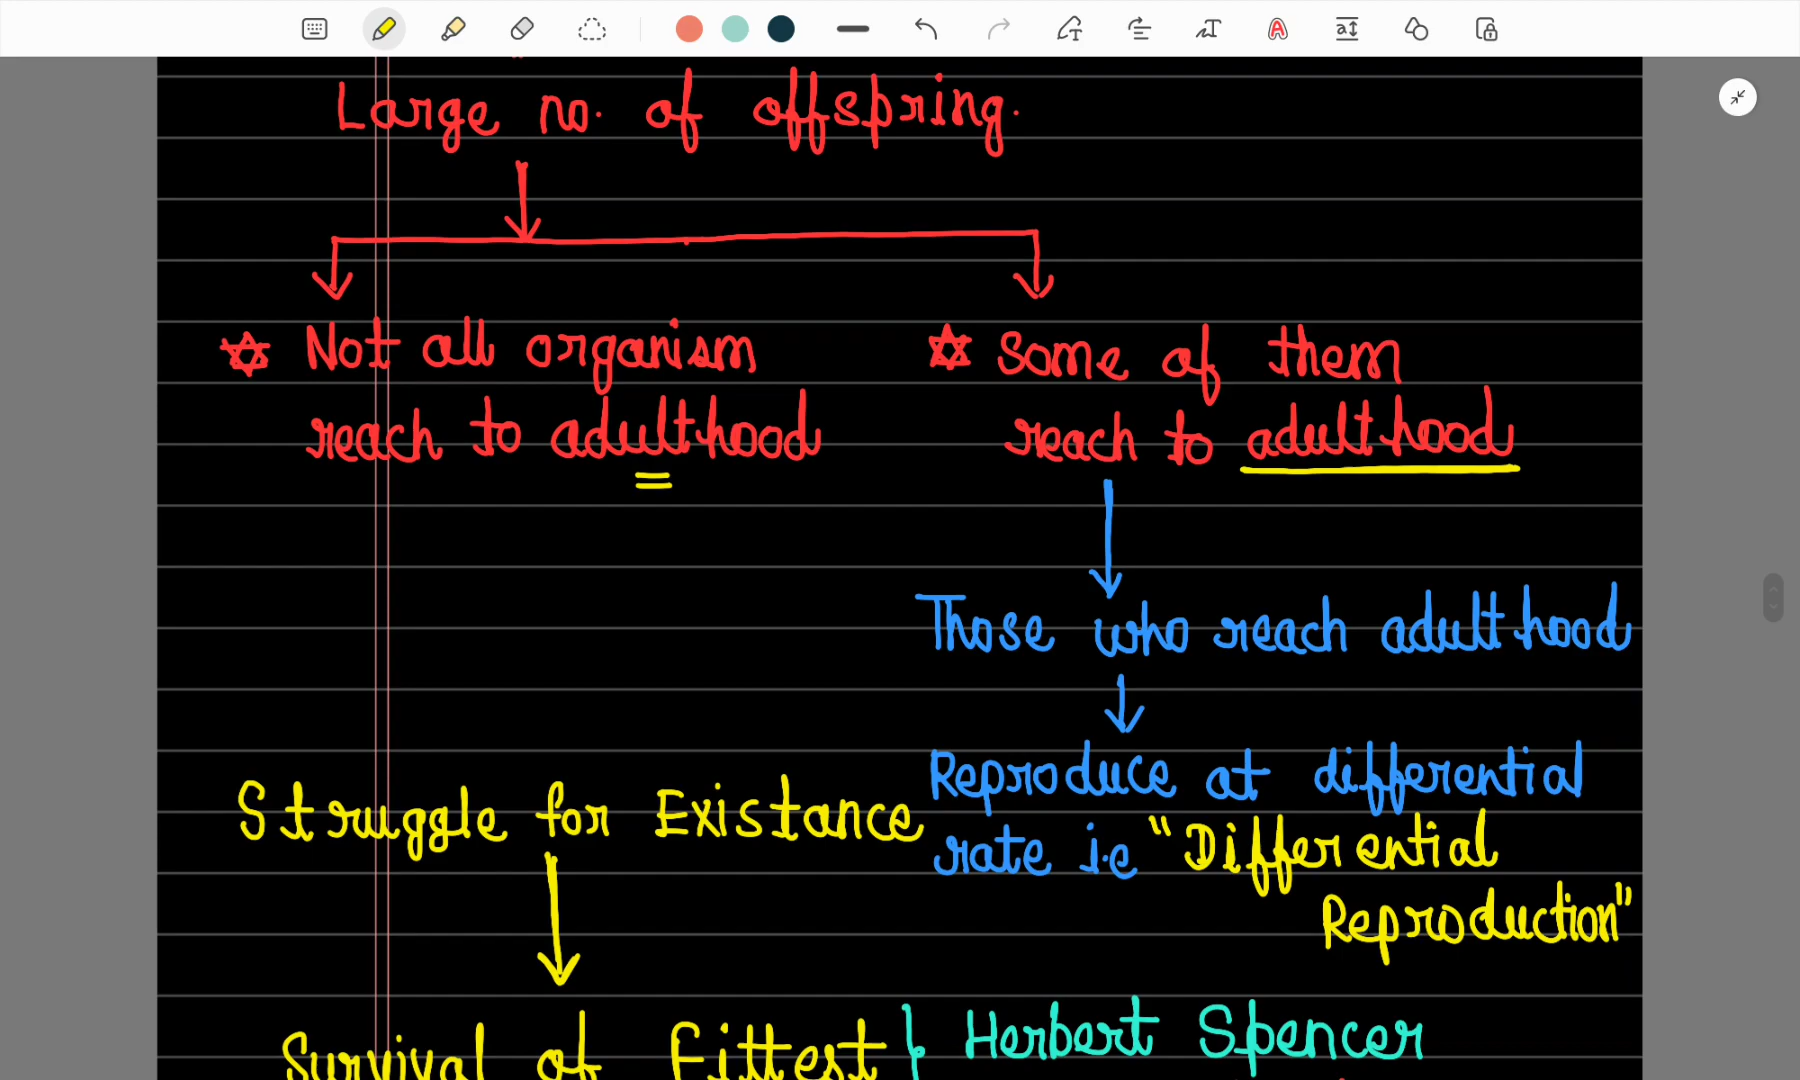 Large no. of offspring.
Not all organism
reach to adulthood
Some of them
reach to adulthood
Those who reach adulthood
Reproduce at differential
rate i.e "Differential
Reproduction"
Struggle for Existance
Survival of Fittest } Herbert Spencer